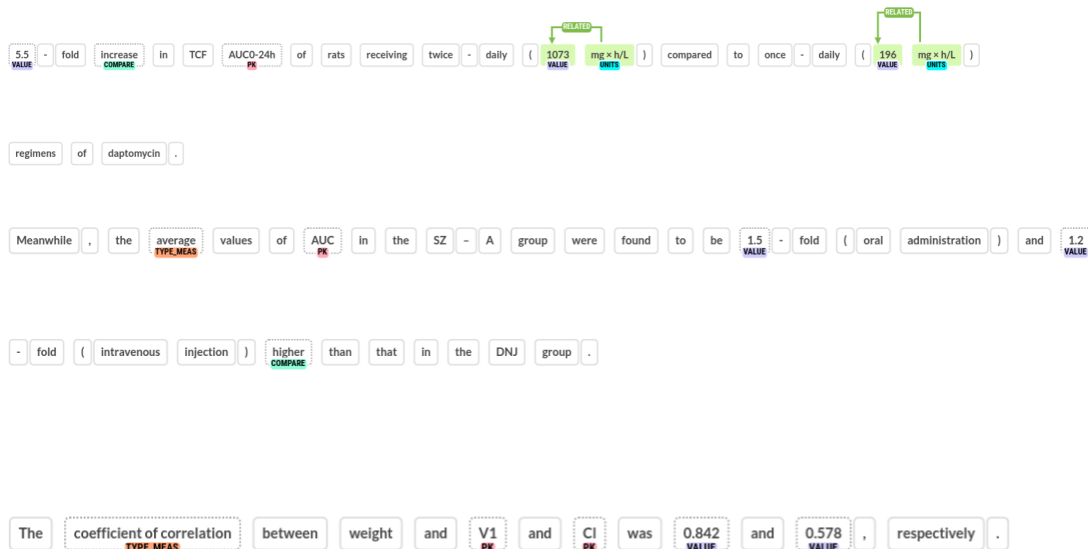 RELATED RELATED
5.5 - fold increase in TCF AUC0-24h of rats receiving twice - daily ( 1073 mg × h/L ) compared to once - daily ( 196 mg × h/L )
VALUE COMPARE PK VALUE UNITS VALUE UNITS
regimens of daptomycin .
Meanwhile , the average values of AUC in the SZ – A group were found to be 1.5 - fold ( oral administration ) and 1.2
TYPE_MEAS PK VALUE VALUE
- fold ( intravenous injection ) higher than that in the DNJ group .
COMPARE
The coefficient of correlation between weight and V1 and Cl was 0.842 and 0.578 , respectively .
TYPE_MEAS PK PK VALUE VALUE